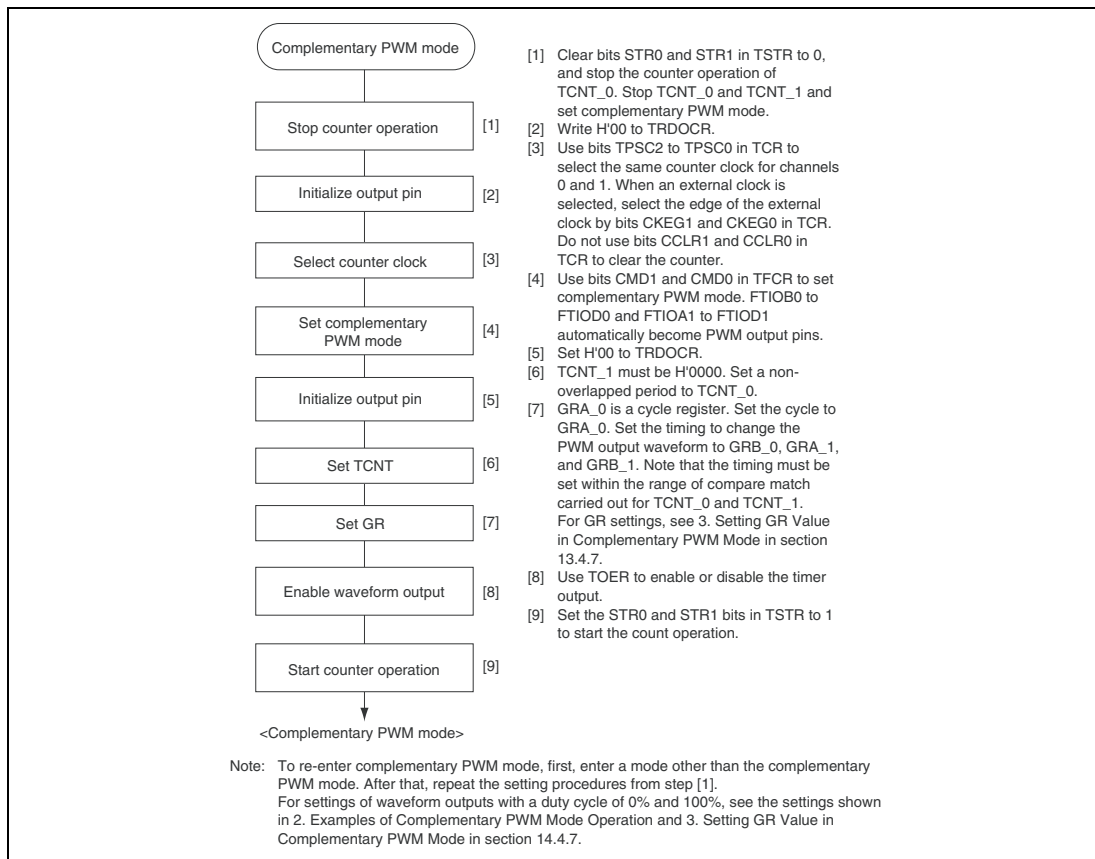 Complementary PWM mode
Stop counter operation
[1]
Initialize output pin
[2]
Select counter clock
[3]
Set complementary
PWM mode
[4]
Initialize output pin
[5]
Set TCNT
[6]
Set GR
[7]
Enable waveform output
[8]
Start counter operation
[9]
<Complementary PWM mode>
[1] Clear bits STR0 and STR1 in TSTR to 0,
and stop the counter operation of
TCNT_0. Stop TCNT_0 and TCNT_1 and
set complementary PWM mode.
[2] Write H'00 to TRDOCR.
[3] Use bits TPSC2 to TPSC0 in TCR to
select the same counter clock for channels
0 and 1. When an external clock is
selected, select the edge of the external
clock by bits CKEG1 and CKEG0 in TCR.
Do not use bits CCLR1 and CCLR0 in
TCR to clear the counter.
[4] Use bits CMD1 and CMD0 in TFCR to set
complementary PWM mode. FTIOB0 to
FTIOD0 and FTIOA1 to FTIOD1
automatically become PWM output pins.
[5] Set H'00 to TRDOCR.
[6] TCNT_1 must be H'0000. Set a non-
overlapped period to TCNT_0.
[7] GRA_0 is a cycle register. Set the cycle to
GRA_0. Set the timing to change the
PWM output waveform to GRB_0, GRA_1,
and GRB_1. Note that the timing must be
set within the range of compare match
carried out for TCNT_0 and TCNT_1.
For GR settings, see 3. Setting GR Value
in Complementary PWM Mode in section
13.4.7.
[8] Use TOER to enable or disable the timer
output.
[9] Set the STR0 and STR1 bits in TSTR to 1
to start the count operation.
Note: To re-enter complementary PWM mode, first, enter a mode other than the complementary
PWM mode. After that, repeat the setting procedures from step [1].
For settings of waveform outputs with a duty cycle of 0% and 100%, see the settings shown
in 2. Examples of Complementary PWM Mode Operation and 3. Setting GR Value in
Complementary PWM Mode in section 14.4.7.